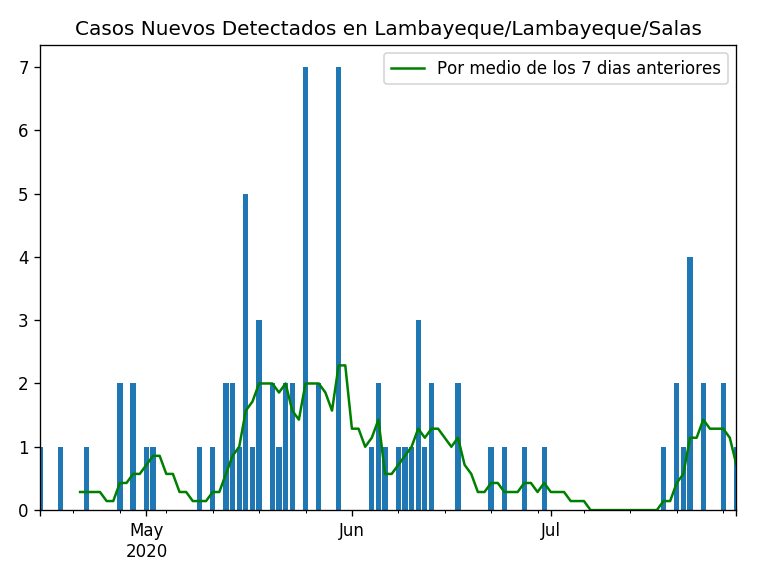 Casos Nuevos Detectados en Lambayeque/Lambayeque/Salas
Por medio de los 7 dias anteriores
7
6
5
4
3
2
1
0
May
2020
Jun
Jul